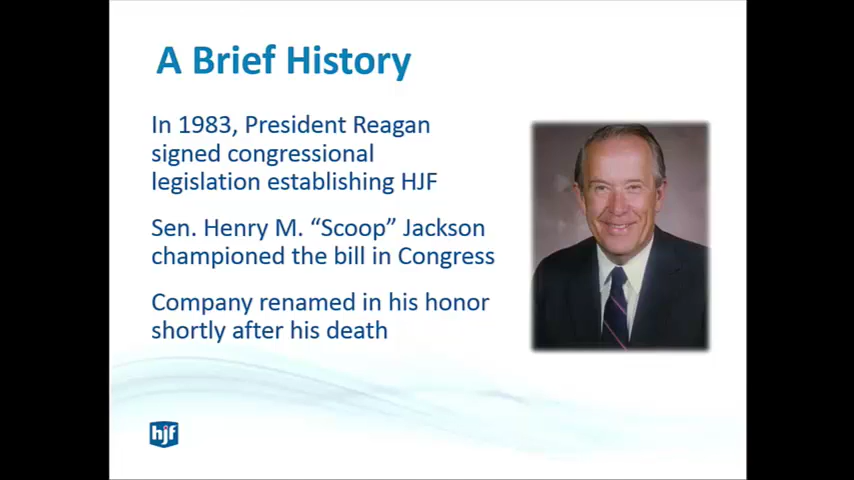 A Brief History
In 1983, President Reagan
signed congressional
legislation establishing HJF
Sen. Henry M. “Scoop” Jackson
championed the bill in Congress
Company renamed in his honor
shortly after his death
hjf